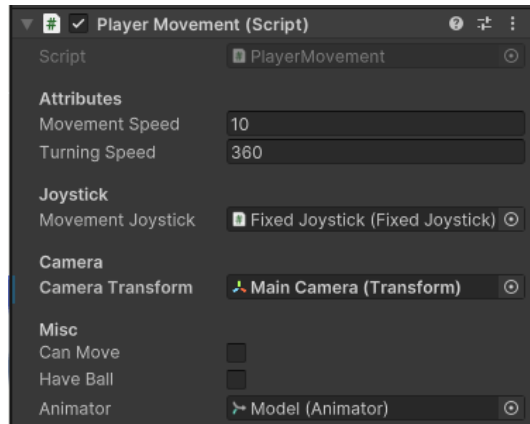 Player Movement (Script)
Script PlayerMovement
Attributes
Movement Speed 10
Turning Speed 360
Joystick
Movement Joystick Fixed Joystick (Fixed Joystick)
Camera
Camera Transform Main Camera (Transform)
Misc
Can Move
Have Ball
Animator Model (Animator)